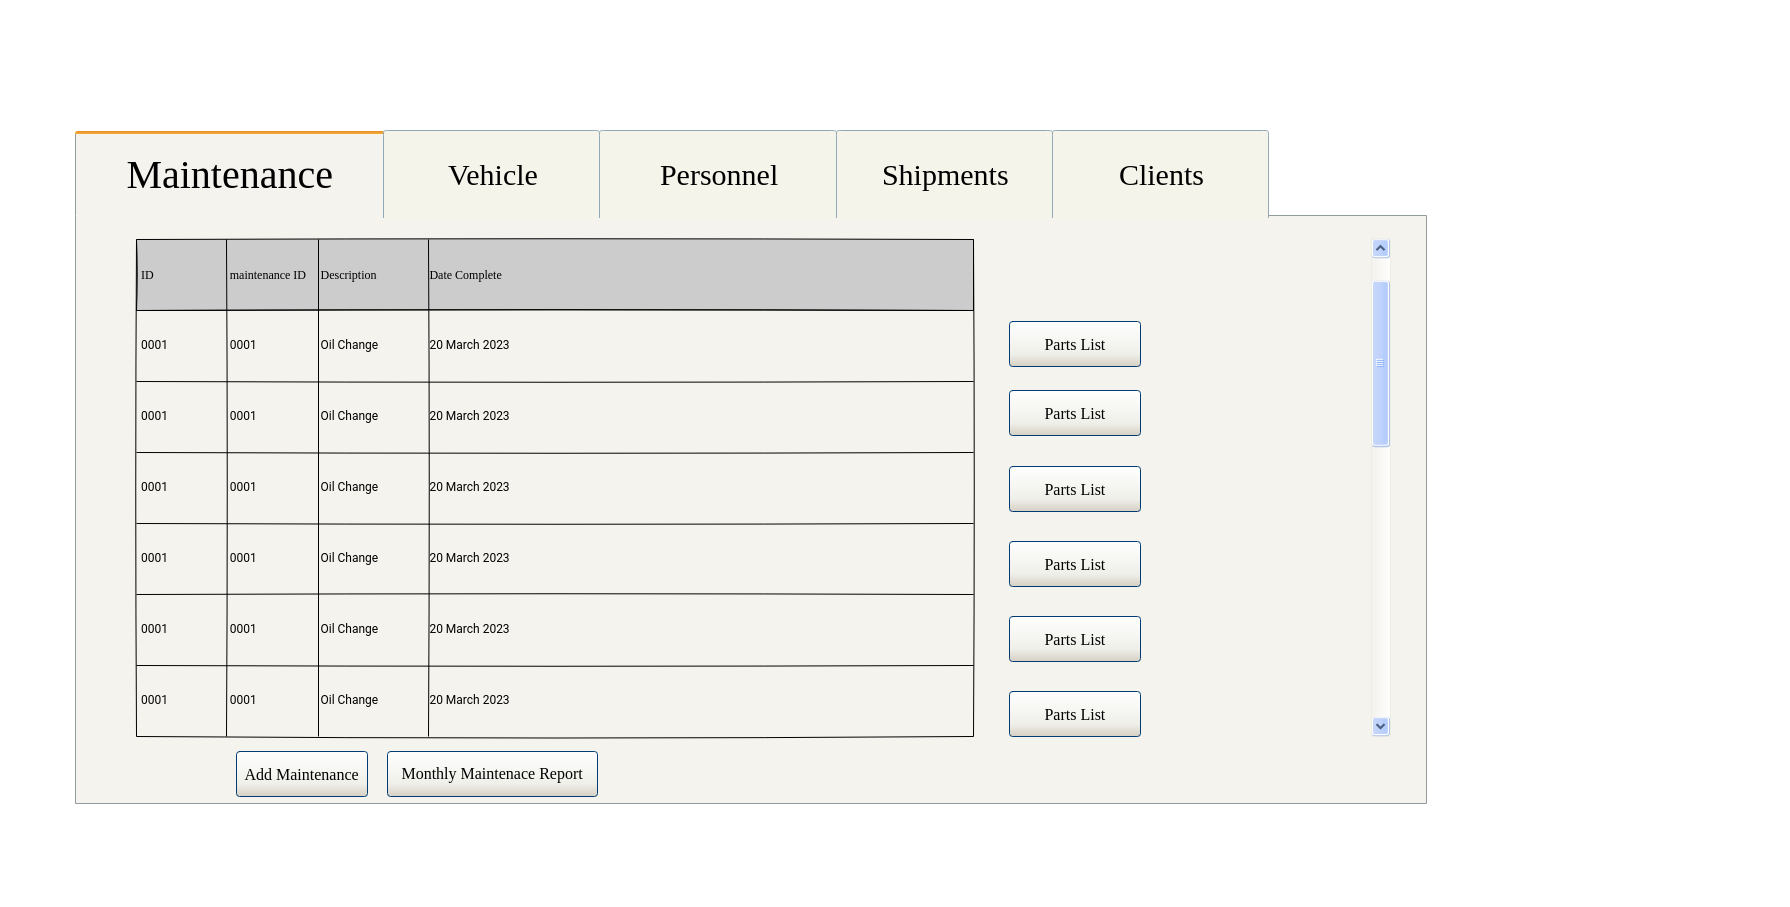 Maintenance Vehicle Personnel Shipments Clients
ID maintenance ID Description Date Complete
0001 0001 Oil Change 20 March 2023 Parts List
0001 0001 Oil Change 20 March 2023 Parts List
0001 0001 Oil Change 20 March 2023 Parts List
0001 0001 Oil Change 20 March 2023 Parts List
0001 0001 Oil Change 20 March 2023 Parts List
0001 0001 Oil Change 20 March 2023 Parts List
Add Maintenance Monthly Maintenace Report